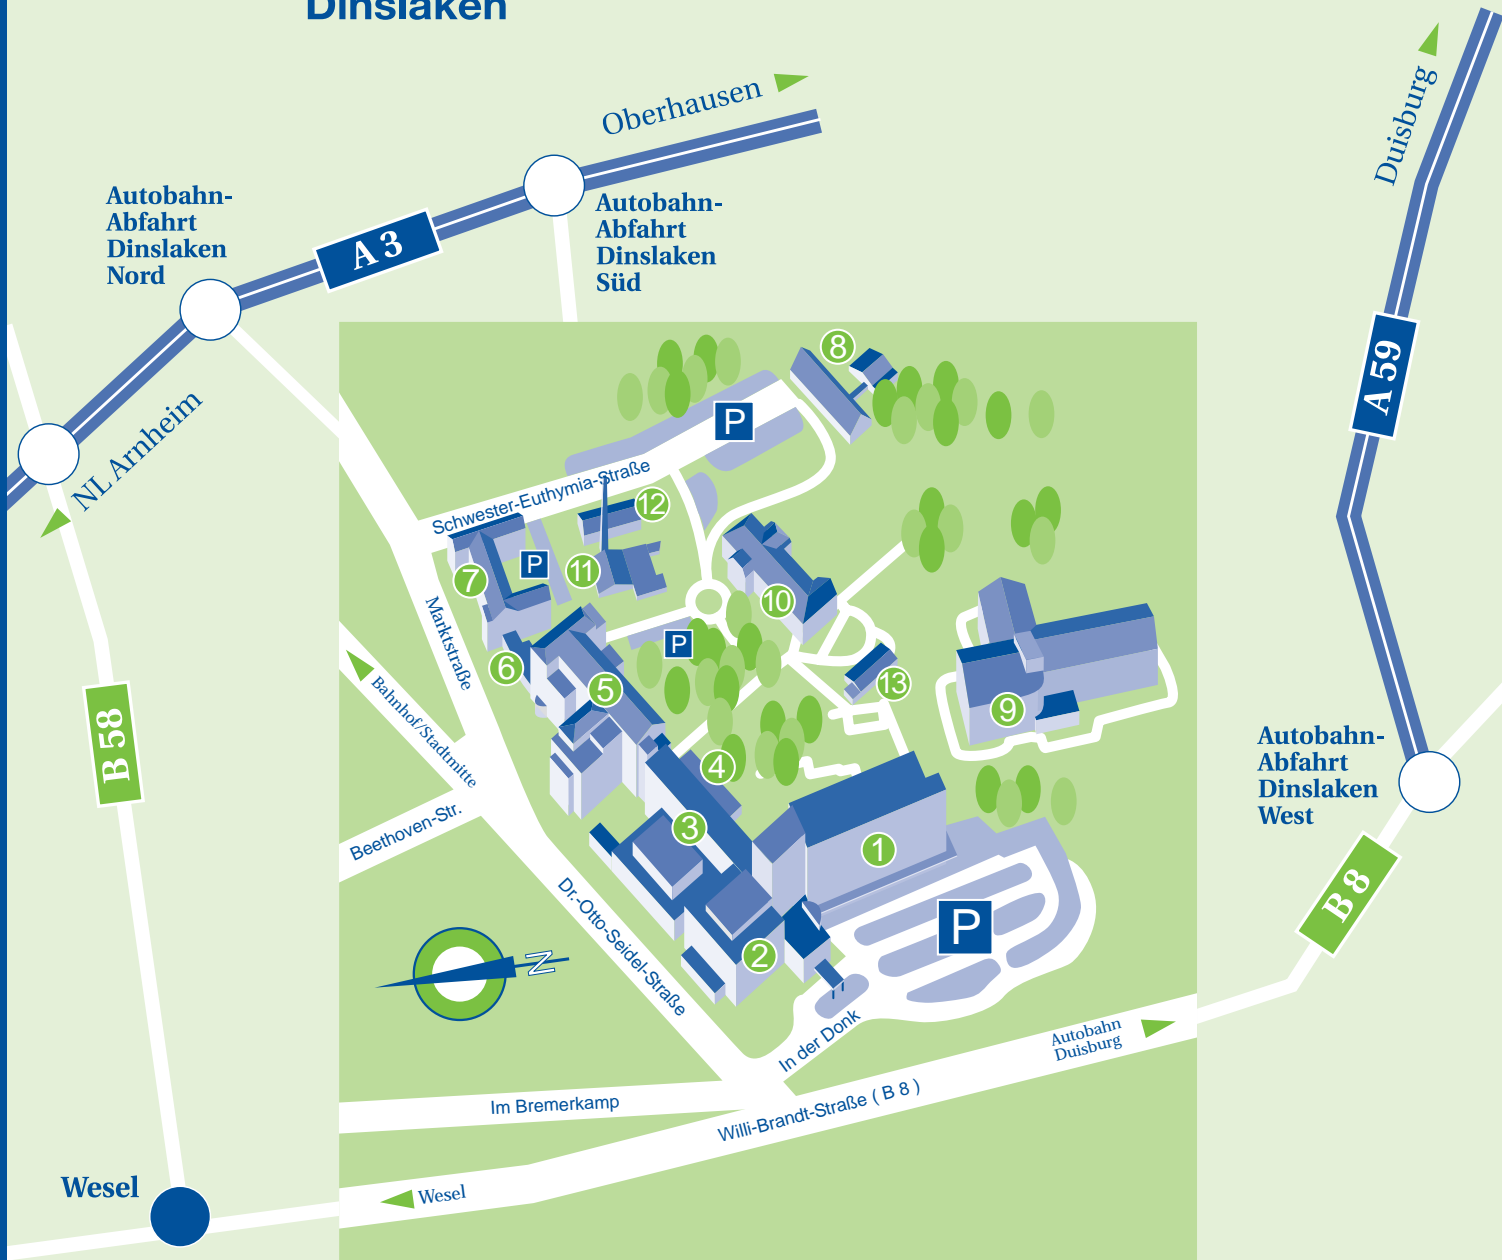 Dinslaken
Oberhausen
Duisburg
Autobahn-
Abfahrt
Dinslaken
Nord
A 3
Autobahn-
Abfahrt
Dinslaken
Süd
NL Arnheim
A 59
8
P
Schwester-Euthymia-Straße
12
P
11
7
10
Marktstraße
P
6
5
13
9
Bahnhof/Stadtmitte
B 58
4
3
1
Beethoven-Str.
Autobahn-
Abfahrt
Dinslaken
West
B 8
Dr.-Otto-Seidel-Straße
P
2
N
In der Donk
Autobahn
Duisburg
Im Bremerkamp
Willi-Brandt-Straße ( B 8 )
Wesel
Wesel